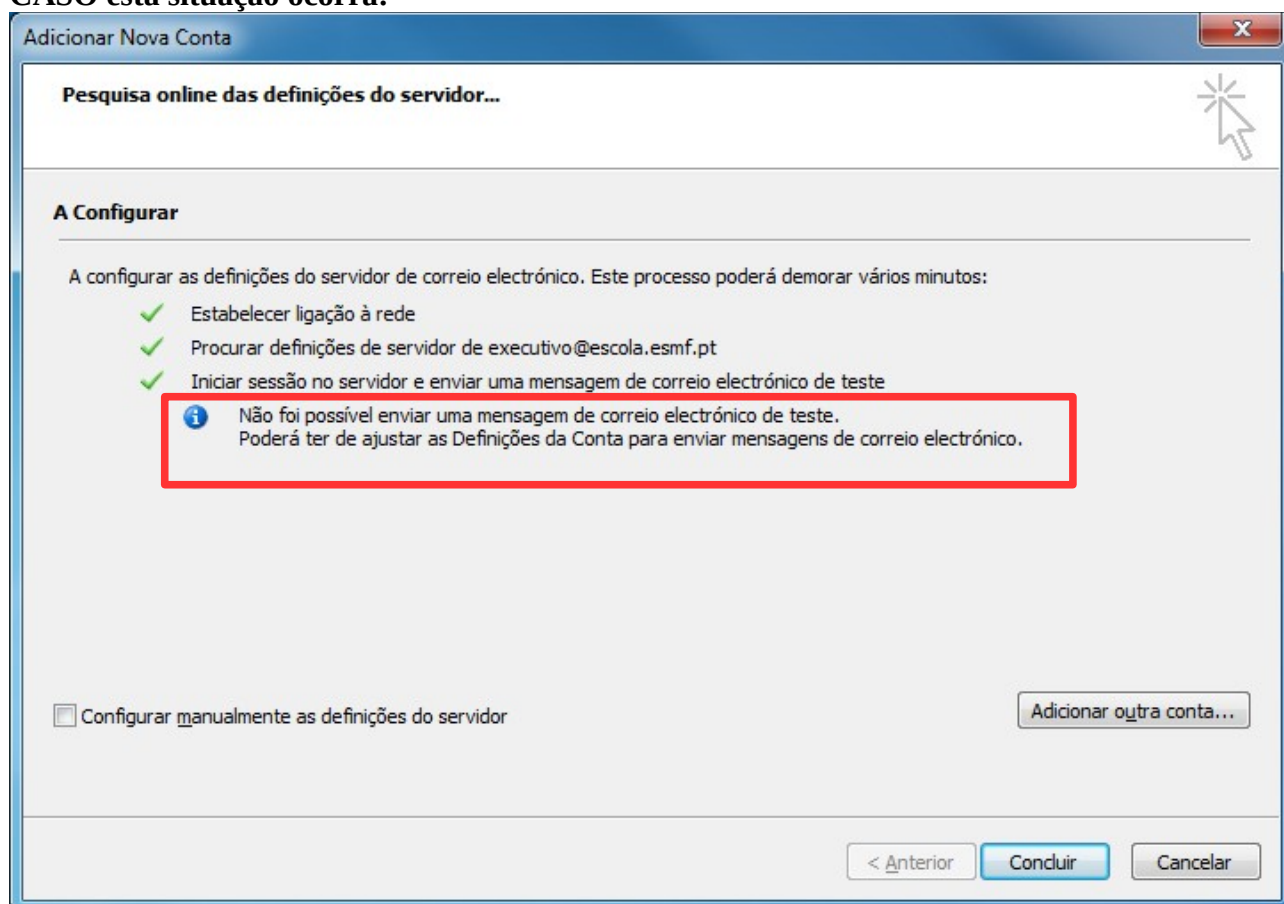 CASO esta situação ocorra:
Adicionar Nova Conta
Pesquisa online das definições do servidor...
A Configurar
A configurar as definições do servidor de correio electrónico. Este processo poderá demorar vários minutos:
Estabelecer ligação à rede
Procurar definições de servidor de executivo@escola.esmf.pt
Iniciar sessão no servidor e enviar uma mensagem de correio electrónico de teste
Não foi possível enviar uma mensagem de correio electrónico de teste.
Poderá ter de ajustar as Definições da Conta para enviar mensagens de correio electrónico.
Configurar manualmente as definições do servidor
Adicionar outra conta...
< Anterior
Concluir
Cancelar